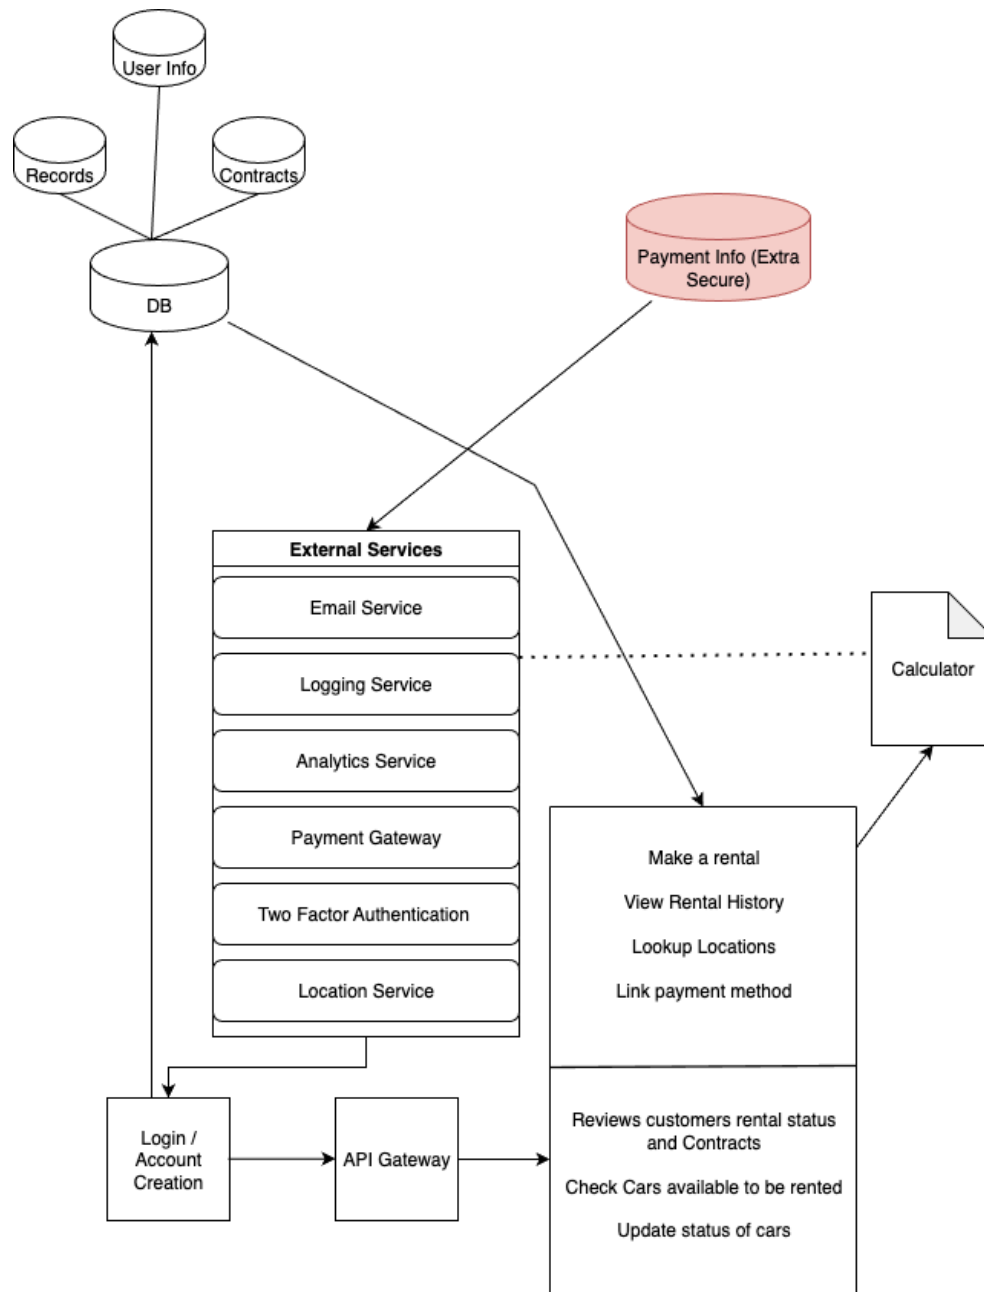 User Info
Records
Contracts
DB
Payment Info (Extra
Secure)
External Services
Email Service
Logging Service
Analytics Service
Payment Gateway
Two Factor Authentication
Location Service
Calculator
Make a rental
View Rental History
Lookup Locations
Link payment method
Login /
Account
Creation
API Gateway
Reviews customers rental status
and Contracts
Check Cars available to be rented
Update status of cars